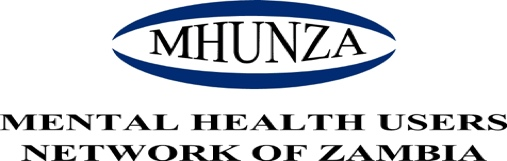 MHUNZA
MENTAL HEALTH USERS
NETWORK OF ZAMBIA